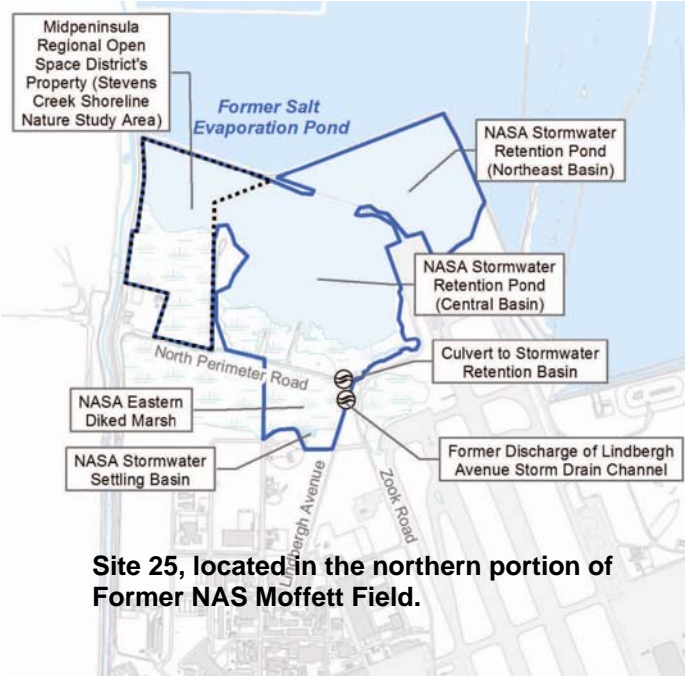 Midpeninsula
Regional Open
Space District's
Property (Stevens
Creek Shoreline
Nature Study Area)
Former Salt
Evaporation Pond
NASA Stormwater
Retention Pond
(Northeast Basin)
NASA Stormwater
Retention Pond
(Central Basin)
North Perimeter Road
Culvert to Stormwater
Retention Basin
NASA Eastern
Diked Marsh
NASA Stormwater
Settling Basin
Former Discharge of Lindbergh
Avenue Storm Drain Channel
Lindbergh Avenue
Zook Road
Site 25, located in the northern portion of
Former NAS Moffett Field.